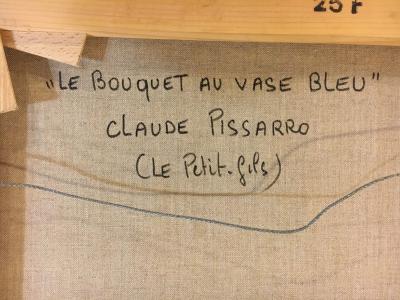 25 F
„LE BOUQUET AU VASE BLEU"
CLAUDE PISSARRO
(LE Petit-fils)